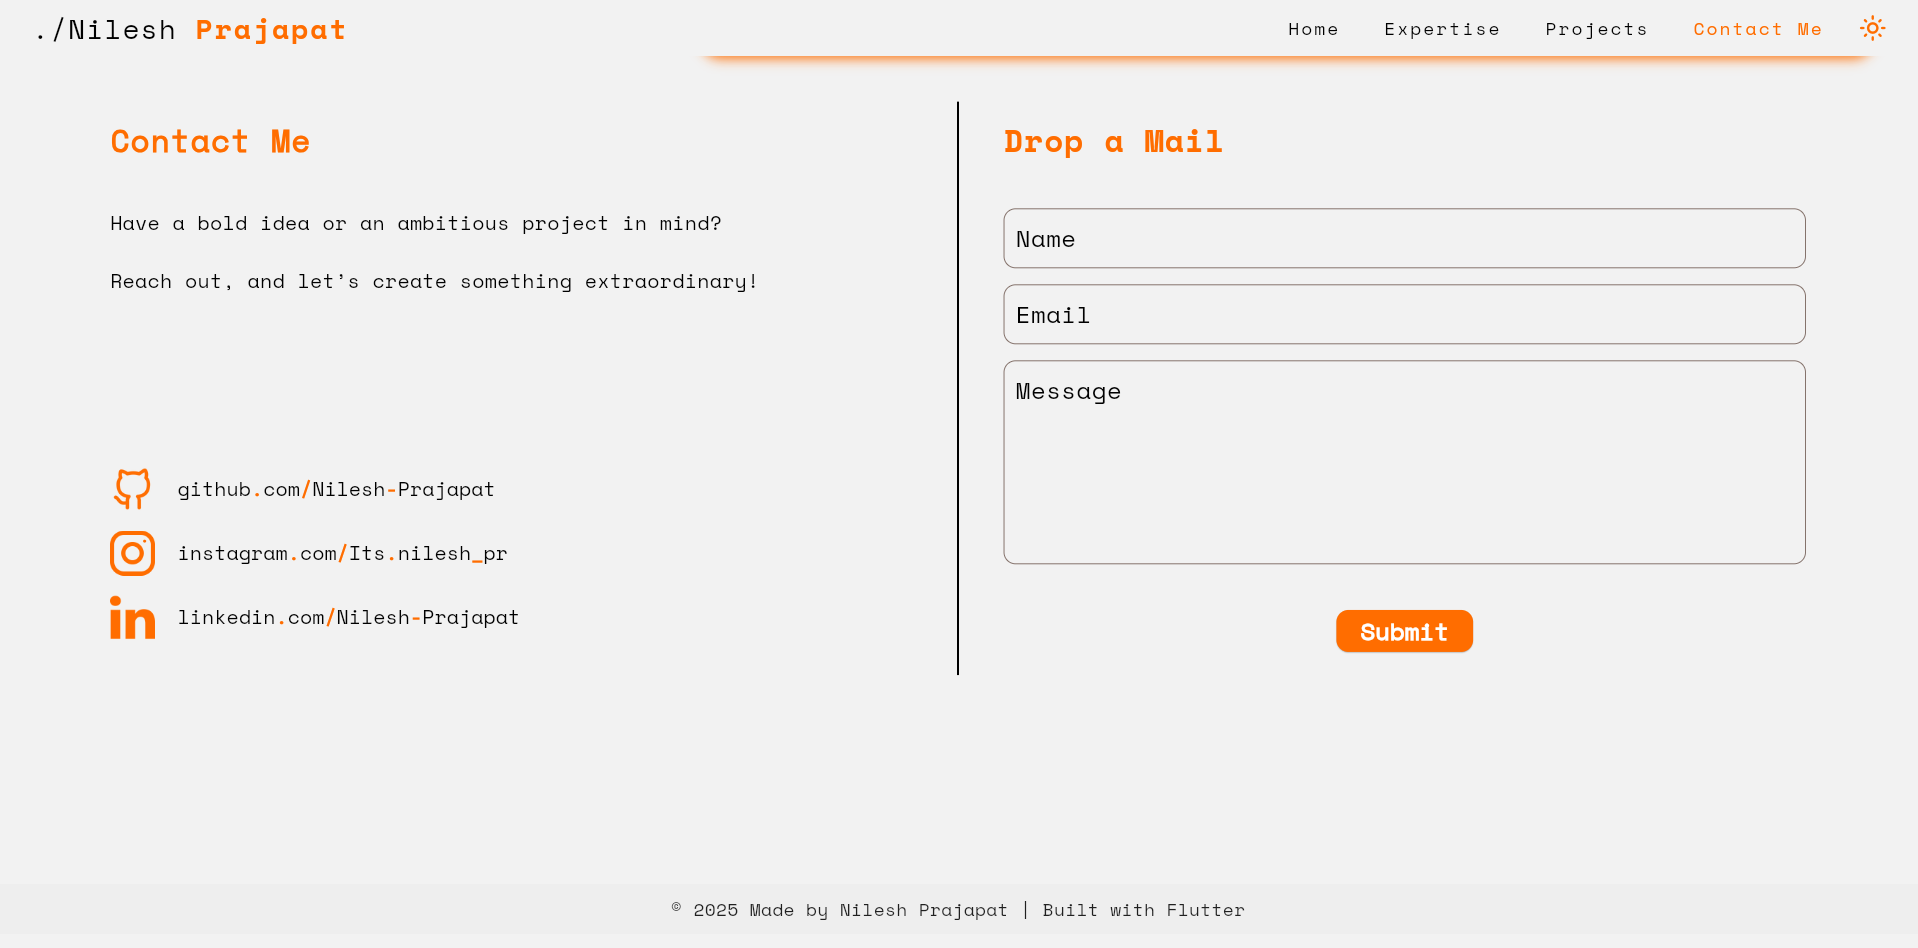 ./Nilesh Prajapat
Home Expertise Projects Contact Me
Contact Me
Have a bold idea or an ambitious project in mind?
Reach out, and let’s create something extraordinary!
github.com/Nilesh-Prajapat
instagram.com/Its.nilesh_pr
linkedin.com/Nilesh-Prajapat
Drop a Mail
Name
Email
Message
Submit
© 2025 Made by Nilesh Prajapat | Built with Flutter